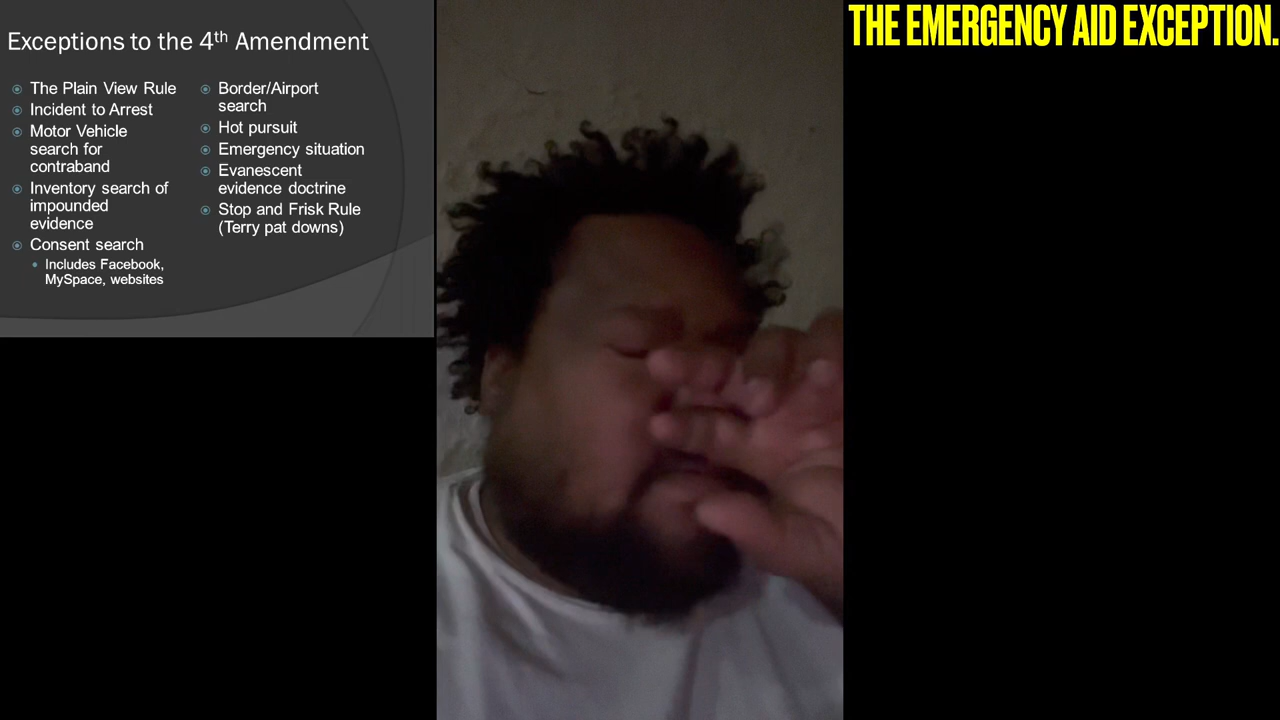 Exceptions to the 4th Amendment
The Plain View Rule
Incident to Arrest
Motor Vehicle
search for
contraband
Inventory search of
impounded
evidence
Consent search
Includes Facebook,
MySpace, websites
Border/Airport
search
Hot pursuit
Emergency situation
Evanescent
evidence doctrine
Stop and Frisk Rule
(Terry pat downs)
THE EMERGENCY AID EXCEPTION.